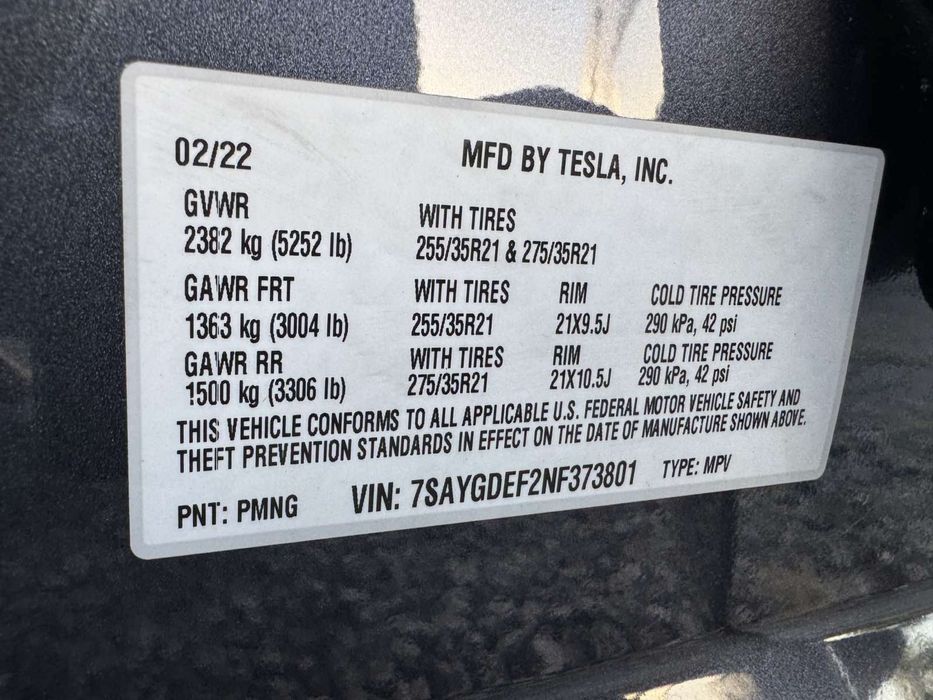 02/22 MFD BY TESLA, INC.
GVWR WITH TIRES
2382 kg (5252 lb) 255/35R21 & 275/35R21
GAWR FRT WITH TIRES RIM COLD TIRE PRESSURE
1363 kg (3004 lb) 255/35R21 21X9.5J 290 kPa, 42 psi
GAWR RR WITH TIRES RIM COLD TIRE PRESSURE
1500 kg (3306 lb) 275/35R21 21X10.5J 290 kPa, 42 psi
THIS VEHICLE CONFORMS TO ALL APPLICABLE U.S. FEDERAL MOTOR VEHICLE SAFETY AND
THEFT PREVENTION STANDARDS IN EFFECT ON THE DATE OF MANUFACTURE SHOWN ABOVE.
PNT: PMNG VIN: 7SAYGDEF2NF373801 TYPE: MPV